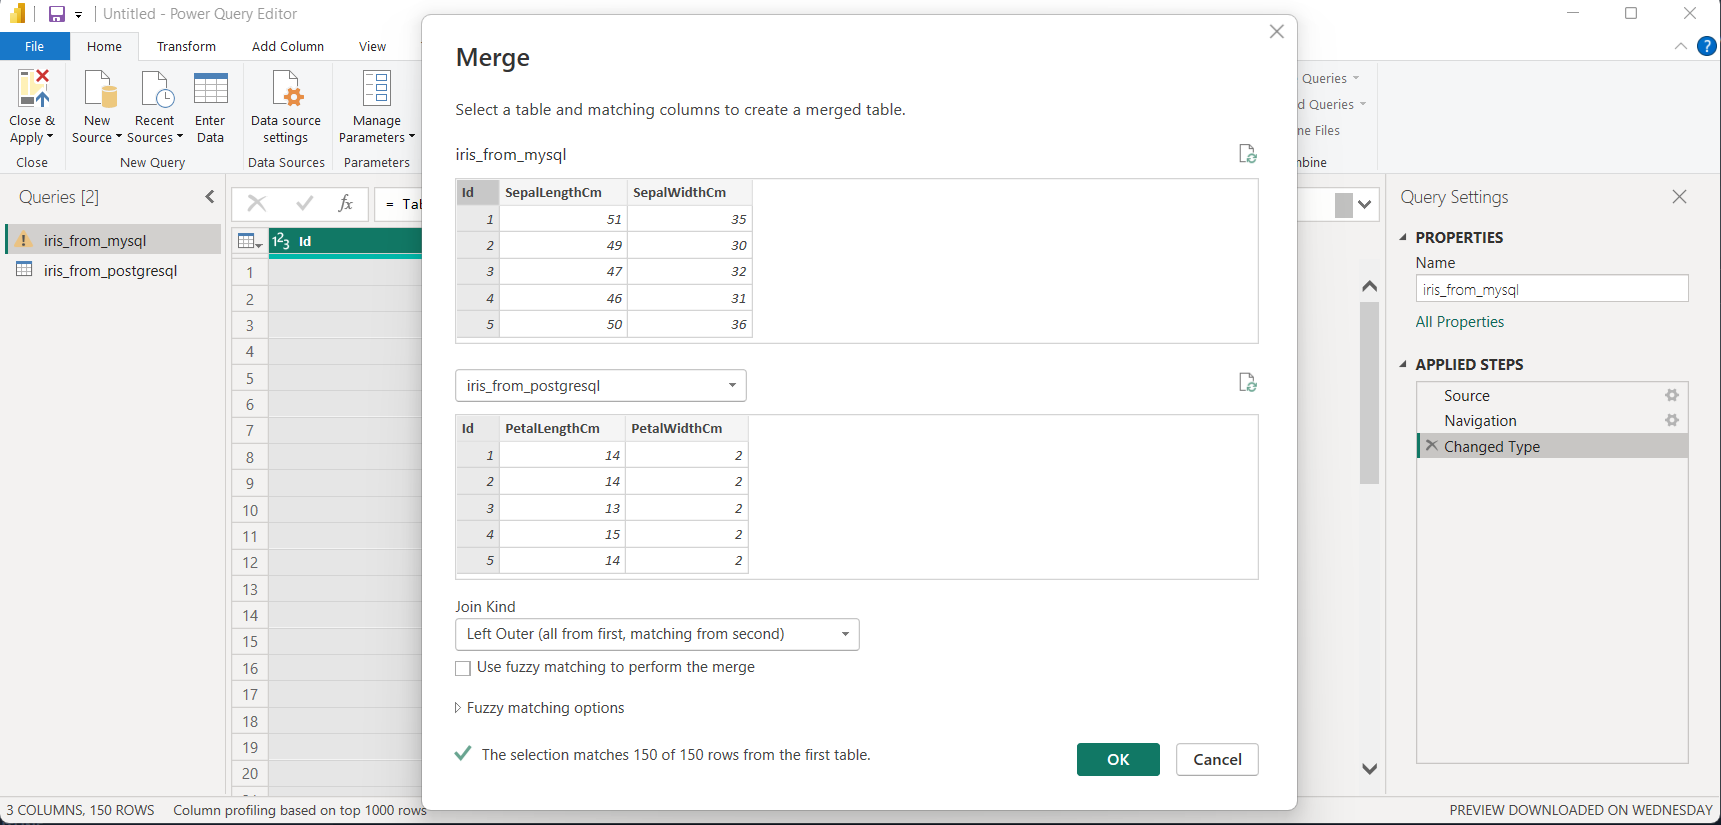 Untitled - Power Query Editor
File Home Transform Add Column View
Close & Apply
New Source
Recent Sources
Enter Data
Data source settings
Manage Parameters
Queries
Close
New Query
Data Sources
Parameters
Queries [2]
iris_from_mysql
iris_from_postgresql
fx
123 Id
1
2
3
4
5
6
7
8
9
10
11
12
13
14
15
16
17
18
19
20
Merge
Select a table and matching columns to create a merged table.
iris_from_mysql
Id SepalLengthCm SepalWidthCm
1 51 35
2 49 30
3 47 32
4 46 31
5 50 36
iris_from_postgresql
Id PetalLengthCm PetalWidthCm
1 14 2
2 14 2
3 13 2
4 15 2
5 14 2
Join Kind
Left Outer (all from first, matching from second)
Use fuzzy matching to perform the merge
Fuzzy matching options
The selection matches 150 of 150 rows from the first table.
OK Cancel
Queries
Files
?
Query Settings
PROPERTIES
Name
iris_from_mysql
All Properties
APPLIED STEPS
Source
Navigation
Changed Type
3 COLUMNS, 150 ROWS Column profiling based on top 1000 rows
PREVIEW DOWNLOADED ON WEDNESDAY